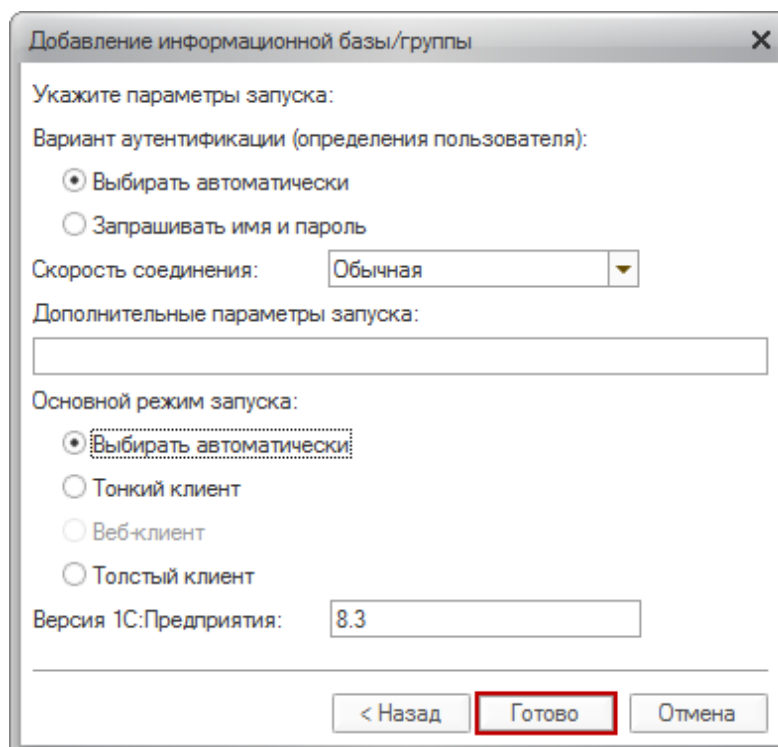 Добавление информационной базы/группы
Укажите параметры запуска:
Вариант аутентификации (определения пользователя):
Выбирать автоматически
Запрашивать имя и пароль
Скорость соединения: Обычная
Дополнительные параметры запуска:
Основной режим запуска:
Выбирать автоматически
Тонкий клиент
Веб-клиент
Толстый клиент
Версия 1С:Предприятия: 8.3
< Назад Готово Отмена